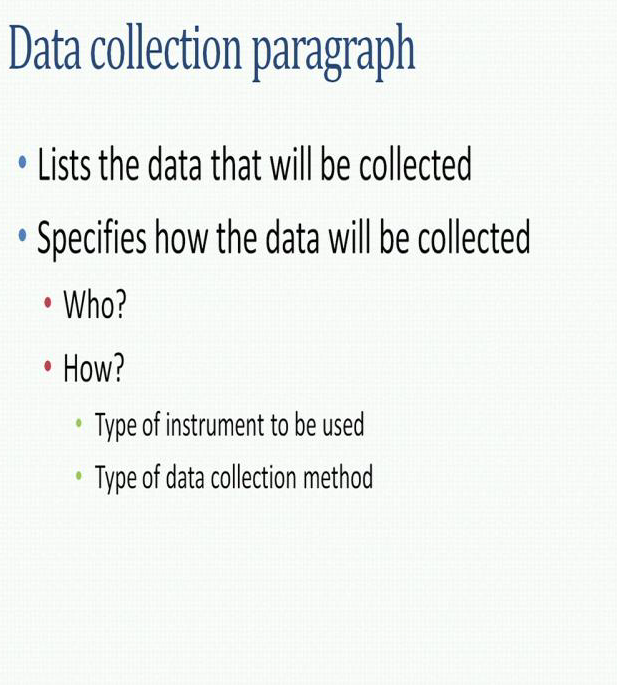 Data collection paragraph
• Lists the data that will be collected
• Specifies how the data will be collected
• Who?
• How?
• Type of instrument to be used
• Type of data collection method